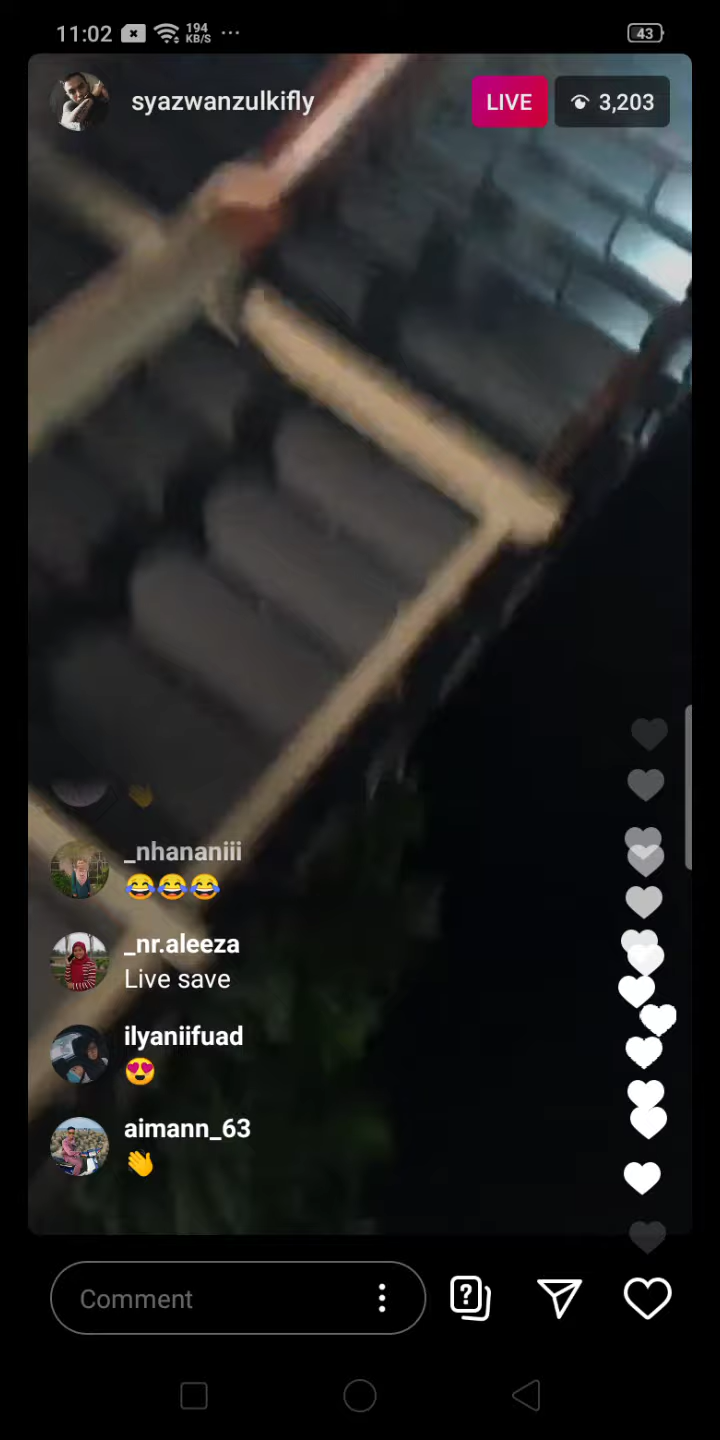 11:02
194
KB/S
43
syazwanzulkifly
LIVE
3,203
👋
_nhananiii
😂😂😂
_nr.aleeza
Live save
ilyaniifuad
😍
aimann_63
👋
Comment
?